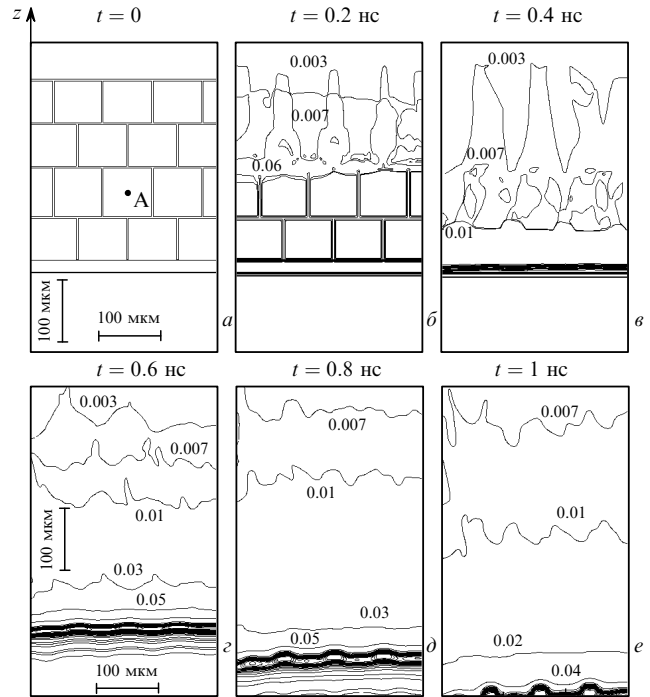 z
t = 0
t = 0.2 нс
t = 0.4 нс
A
100 мкм
100 мкм
а
0.003
0.007
0.06
б
0.003
0.007
0.01
в
t = 0.6 нс
t = 0.8 нс
t = 1 нс
0.003
0.007
0.01
100 мкм
0.03
0.05
100 мкм
г
0.007
0.01
0.03
0.05
д
0.007
0.01
0.02
0.04
е